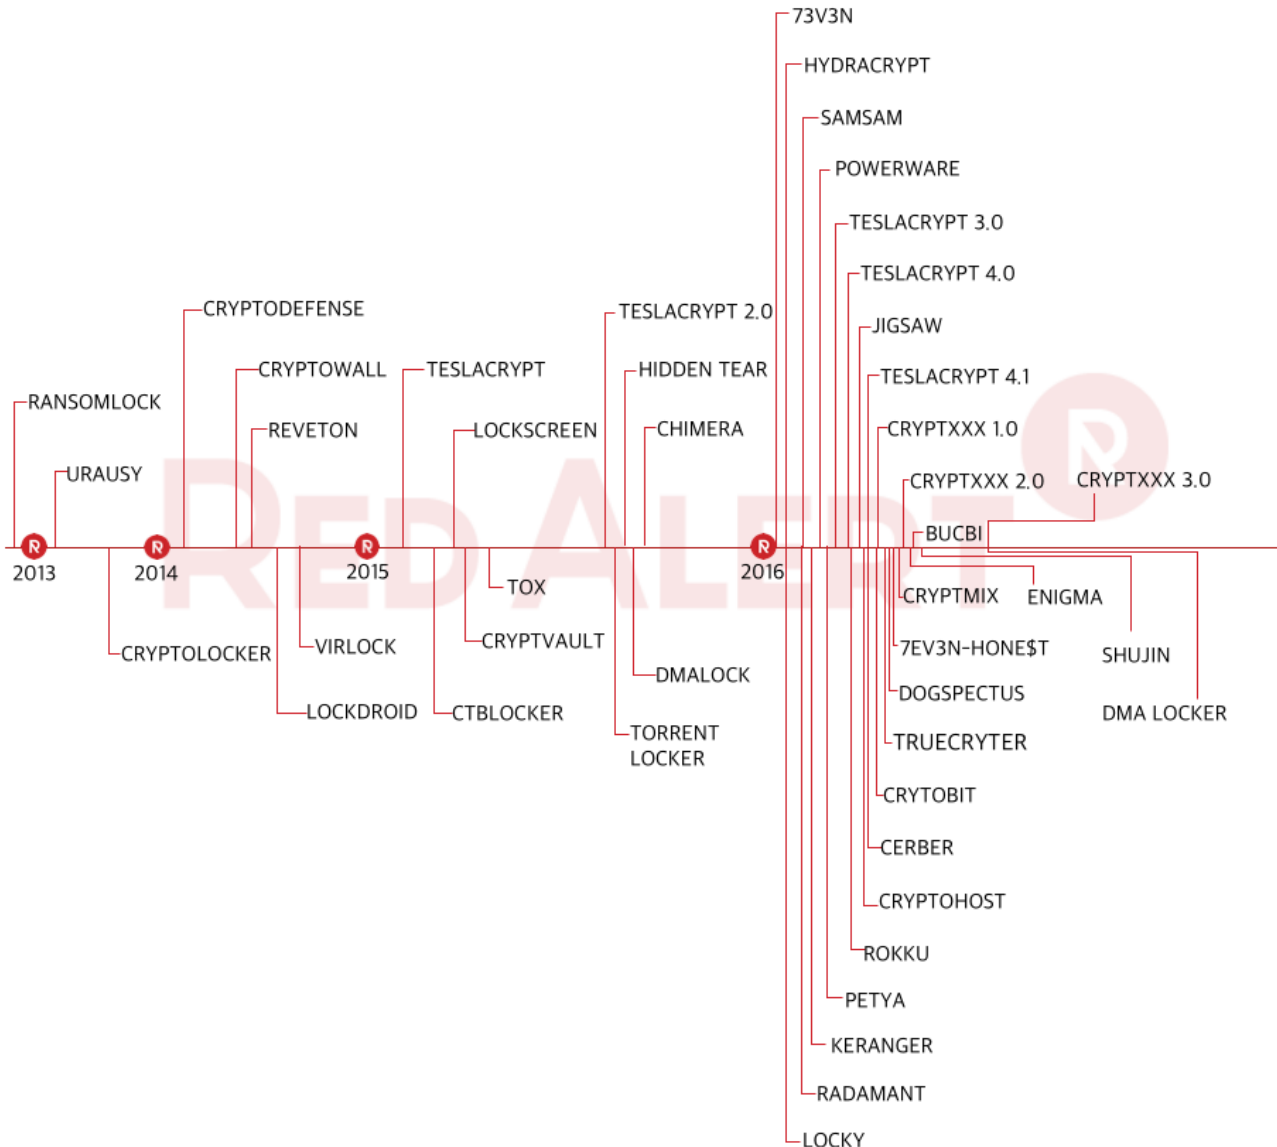 73V3N
HYDRACRYPT
SAMSAM
POWERWARE
TESLACRYPT 3.0
TESLACRYPT 4.0
CRYPTODEFENSE
TESLACRYPT 2.0
JIGSAW
CRYPTOWALL
TESLACRYPT
HIDDEN TEAR
TESLACRYPT 4.1
RANSOMLOCK
REVETON
LOCKSCREEN
CHIMERA
CRYPTXXX 1.0
URAUSY
CRYPTXXX 2.0
CRYPTXXX 3.0
RED ALERT
BUCBI
2013
2014
2015
2016
TOX
CRYPTMIX
ENIGMA
CRYPTOLOCKER
VIRLOCK
CRYPTVAULT
7EV3N-HONE$T
SHUJIN
DMALOCK
DOGSPECTUS
LOCKDROID
CTBLOCKER
DMA LOCKER
TORRENT
LOCKER
TRUECRYTER
CRYTOBIT
CERBER
CRYPTOHOST
ROKKU
PETYA
KERANGER
RADAMANT
LOCKY